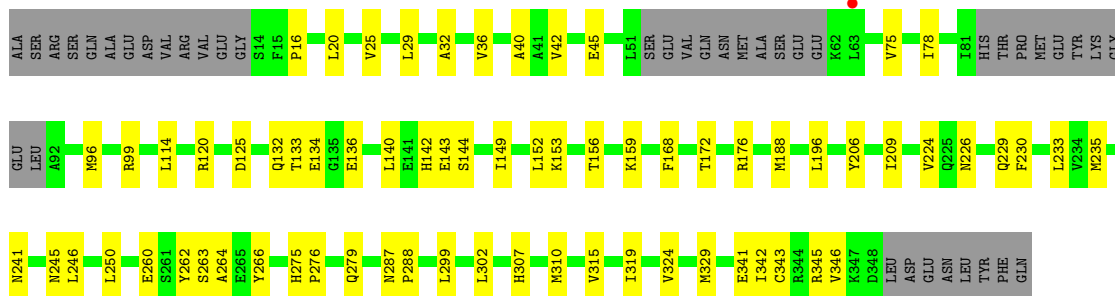 ALA SER ARG SER GLN ALA GLU ASP VAL ARG VAL GLU GLY S14 F15 P16 L20 V25 L29 A32 V36 A40 A41 V42 E45 L51 SER GLU VAL GLN ASN MET ALA SER GLU GLU K62 L63 V75 I78 I81 HIS THR PRO MET GLU TYR LYS GLY
GLU LEU A92 M96 R99 L114 R120 D125 Q132 T133 E134 G135 E136 L140 E141 H142 E143 S144 I149 L152 K153 T156 K159 F168 T172 R176 M188 L196 Y206 I209 V224 Q225 N226 Q229 F230 L233 V234 M235
N241 N245 L246 L250 E260 S261 Y262 S263 A264 E265 Y266 H275 P276 Q279 N287 P288 L299 L302 H307 M310 V315 I319 V324 M329 E341 I342 C343 R344 R345 V346 K347 D348 LEU ASP GLU ASN LEU TYR PHE GLN